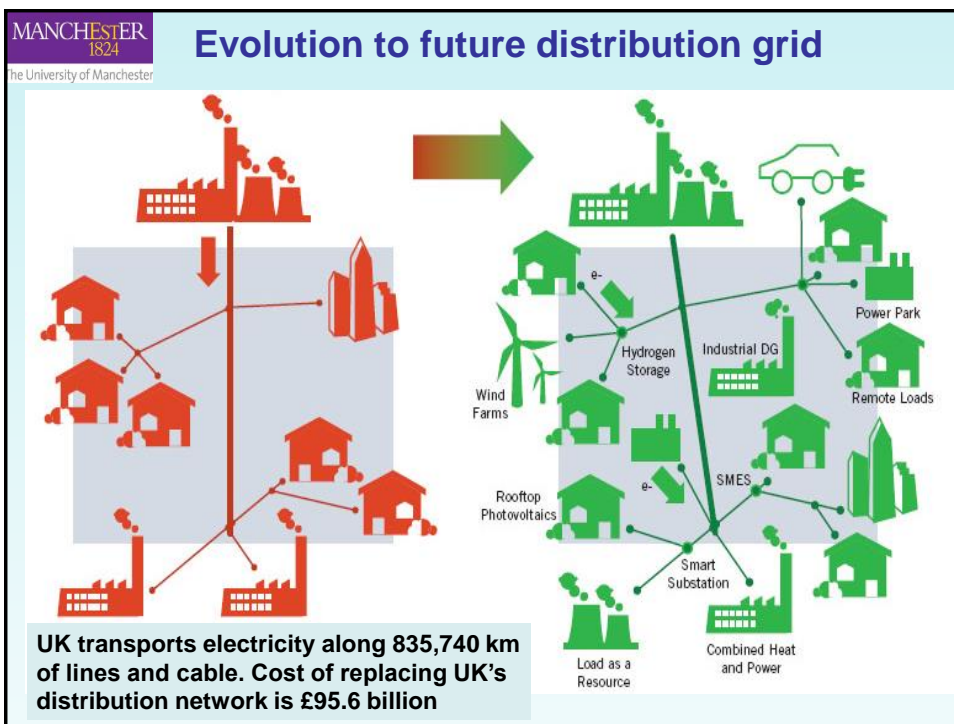 MANCHESTER
1824
The University of Manchester
Evolution to future distribution grid
e-
Power Park
Hydrogen
Storage
Industrial DG
Wind
Farms
Remote Loads
SMES
e-
Rooftop
Photovoltaics
Smart
Substation
Load as a
Resource
Combined Heat
and Power
UK transports electricity along 835,740 km
of lines and cable. Cost of replacing UK's
distribution network is £95.6 billion